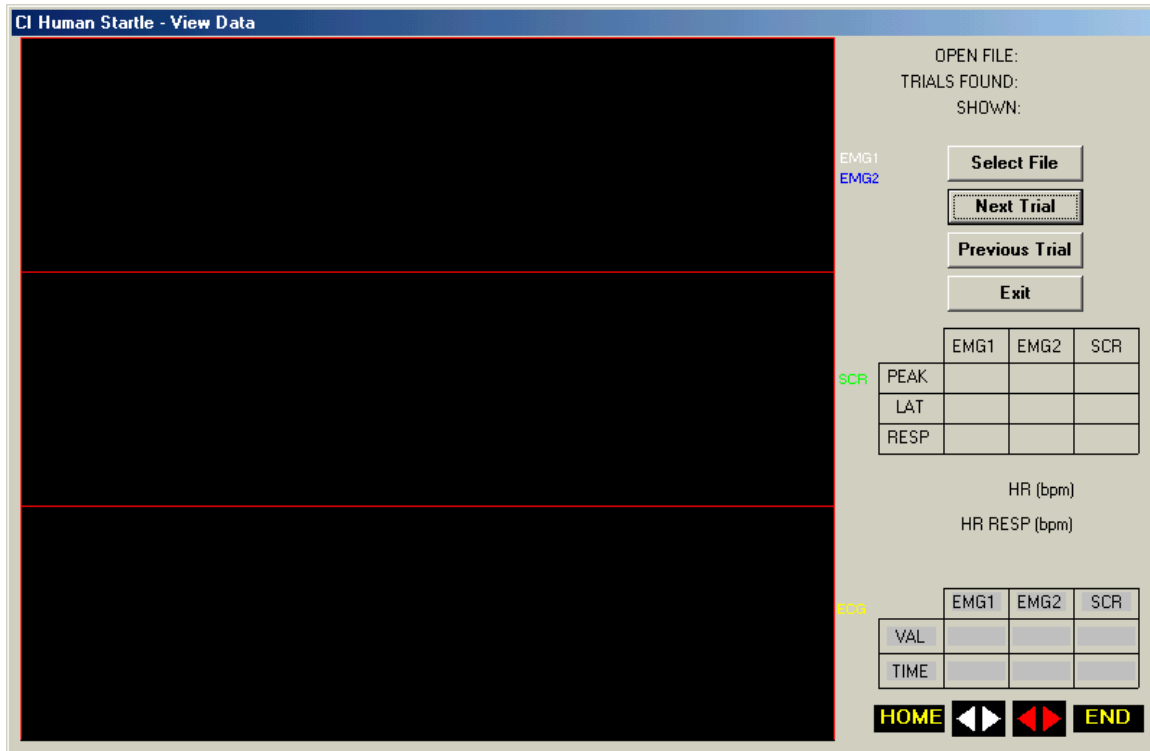 CI Human Startle - View Data
OPEN FILE:
TRIALS FOUND:
SHOWN:
EMG1
EMG2
Select File
Next Trial
Previous Trial
Exit
EMG1 EMG2 SCR
SCR
PEAK
LAT
RESP
HR (bpm)
HR RESP (bpm)
ECG
EMG1 EMG2 SCR
VAL
TIME
HOME END